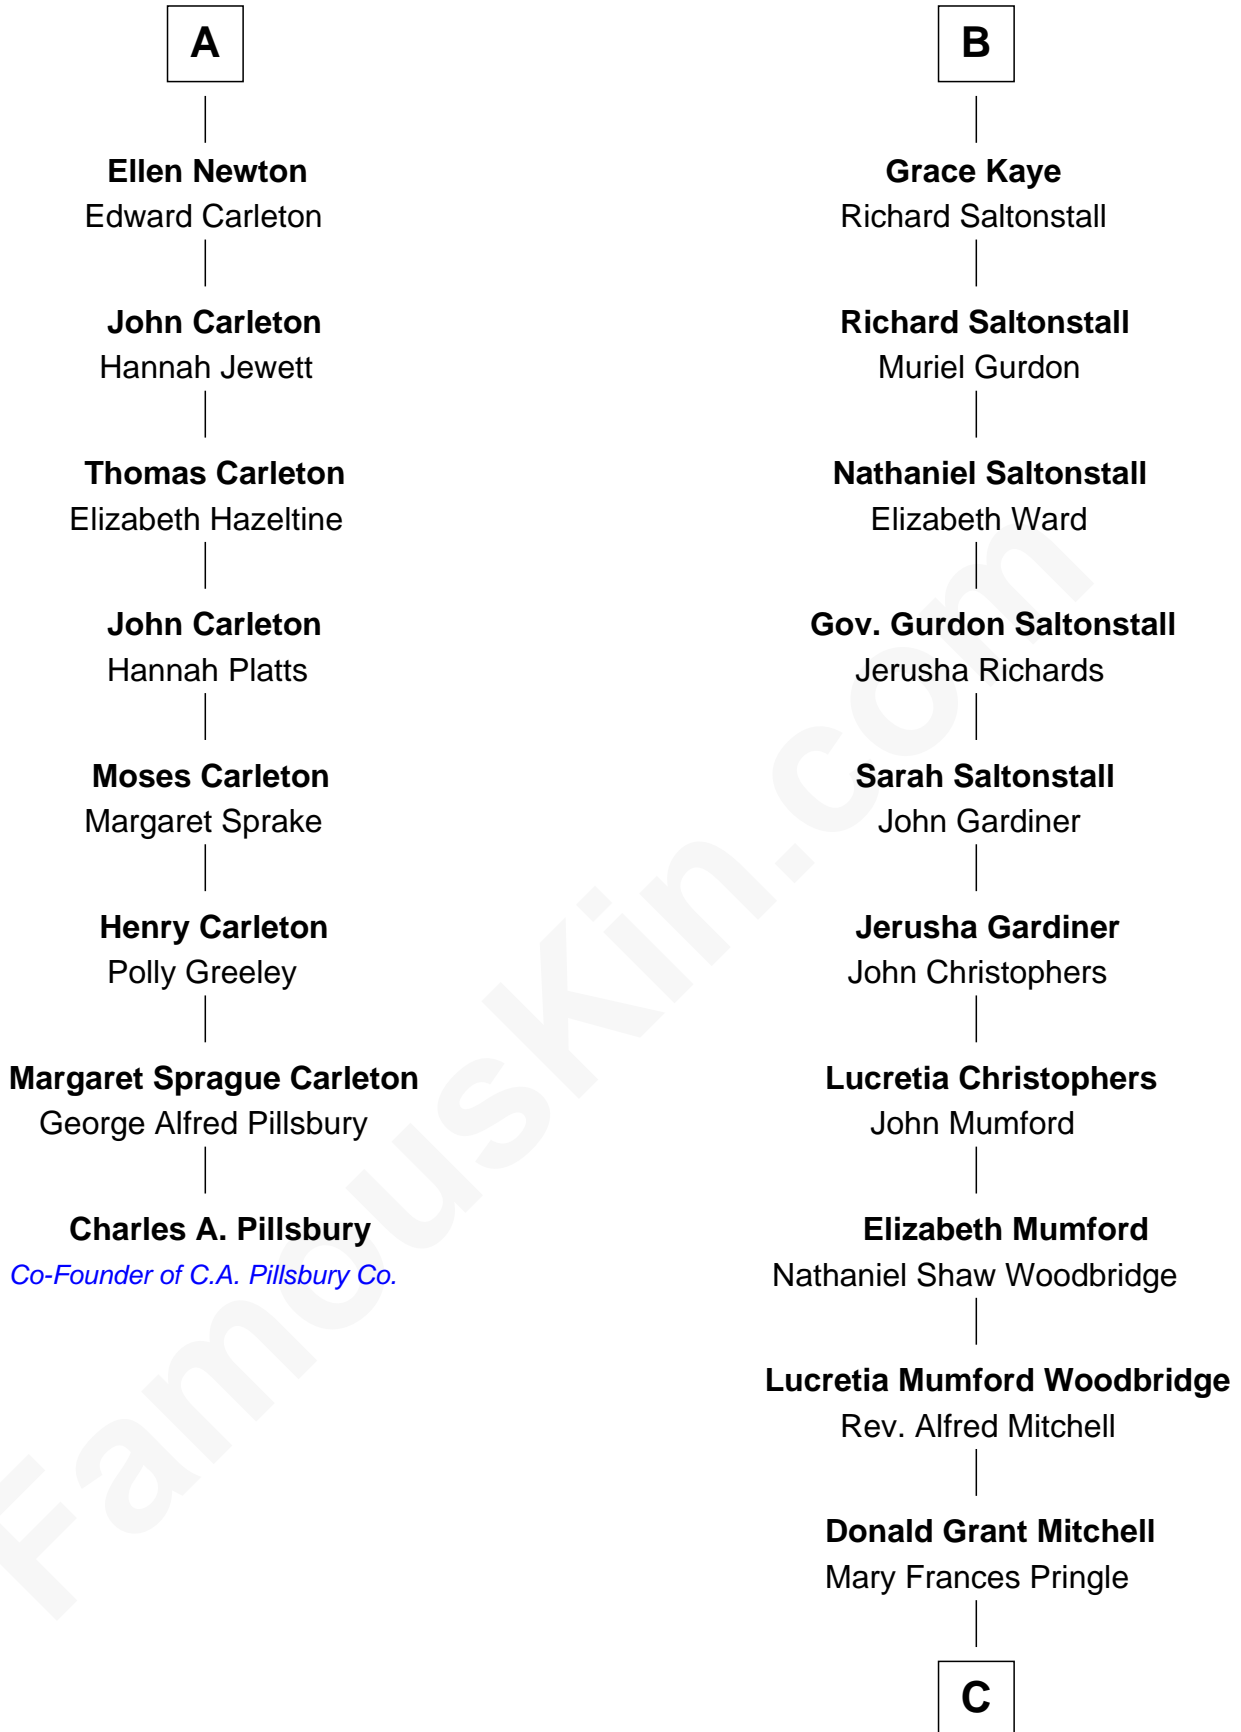 A
Ellen Newton
Edward Carleton
John Carleton
Hannah Jewett
Thomas Carleton
Elizabeth Hazeltine
John Carleton
Hannah Platts
Moses Carleton
Margaret Sprake
Henry Carleton
Polly Greeley
Margaret Sprague Carleton
George Alfred Pillsbury
Charles A. Pillsbury
Co-Founder of C.A. Pillsbury Co.
B
Grace Kaye
Richard Saltonstall
Richard Saltonstall
Muriel Gurdon
Nathaniel Saltonstall
Elizabeth Ward
Gov. Gurdon Saltonstall
Jerusha Richards
Sarah Saltonstall
John Gardiner
Jerusha Gardiner
John Christophers
Lucretia Christophers
John Mumford
Elizabeth Mumford
Nathaniel Shaw Woodbridge
Lucretia Mumford Woodbridge
Rev. Alfred Mitchell
Donald Grant Mitchell
Mary Frances Pringle
C
FamousKin.com